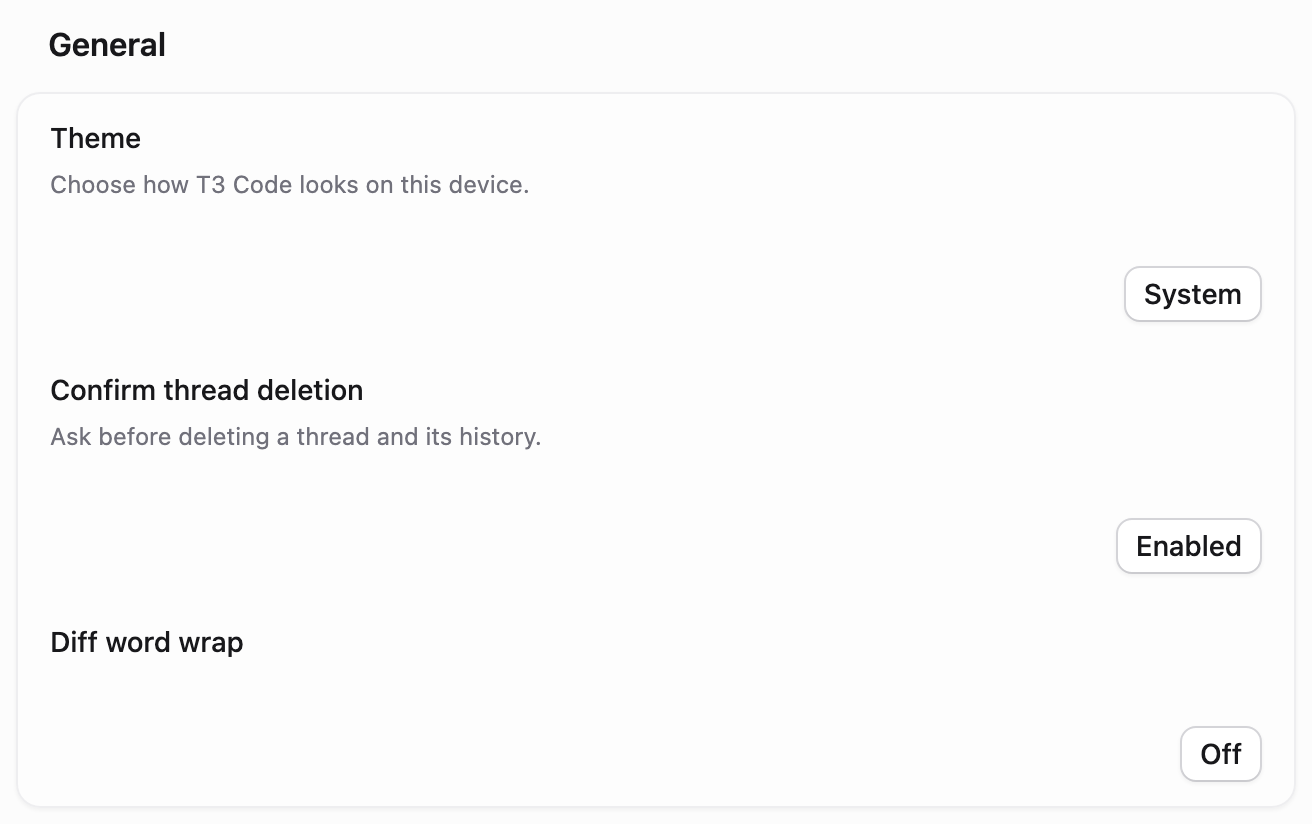 General
Theme
Choose how T3 Code looks on this device.
System
Confirm thread deletion
Ask before deleting a thread and its history.
Enabled
Diff word wrap
Off